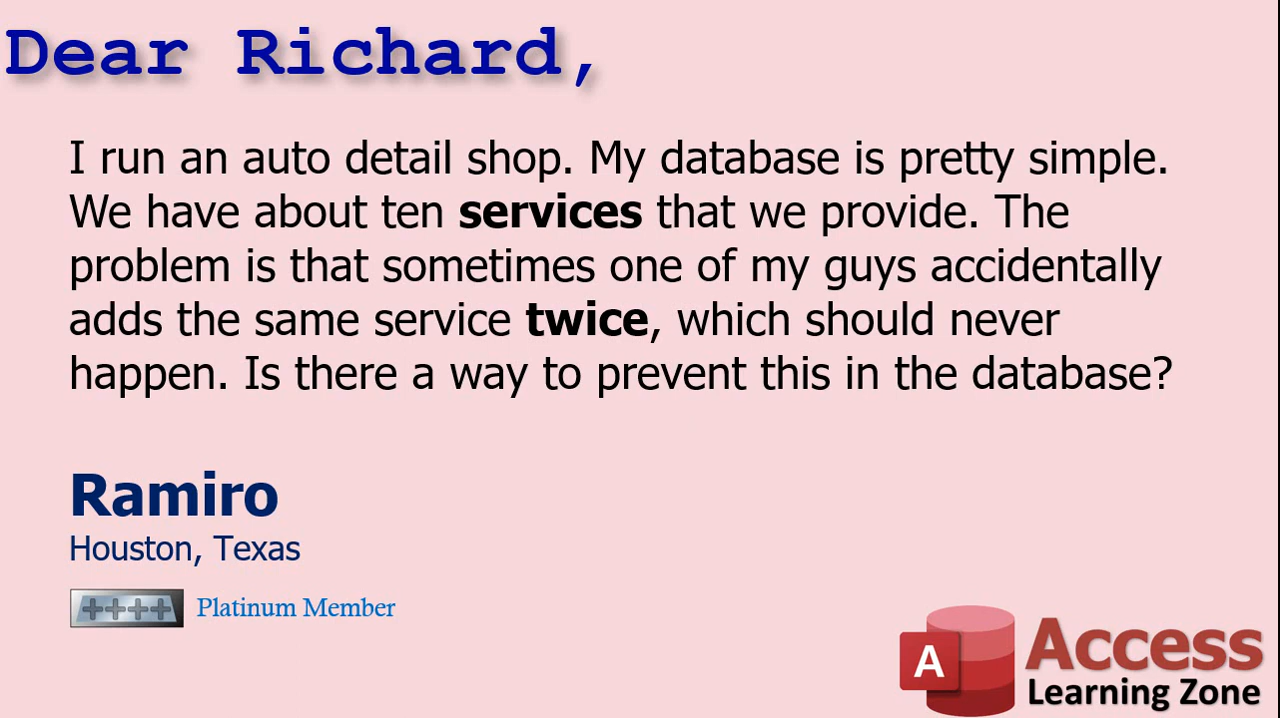 Dear Richard,
I run an auto detail shop. My database is pretty simple.
We have about ten services that we provide. The
problem is that sometimes one of my guys accidentally
adds the same service twice, which should never
happen. Is there a way to prevent this in the database?
Ramiro
Houston, Texas
++++ Platinum Member
A Access
Learning Zone